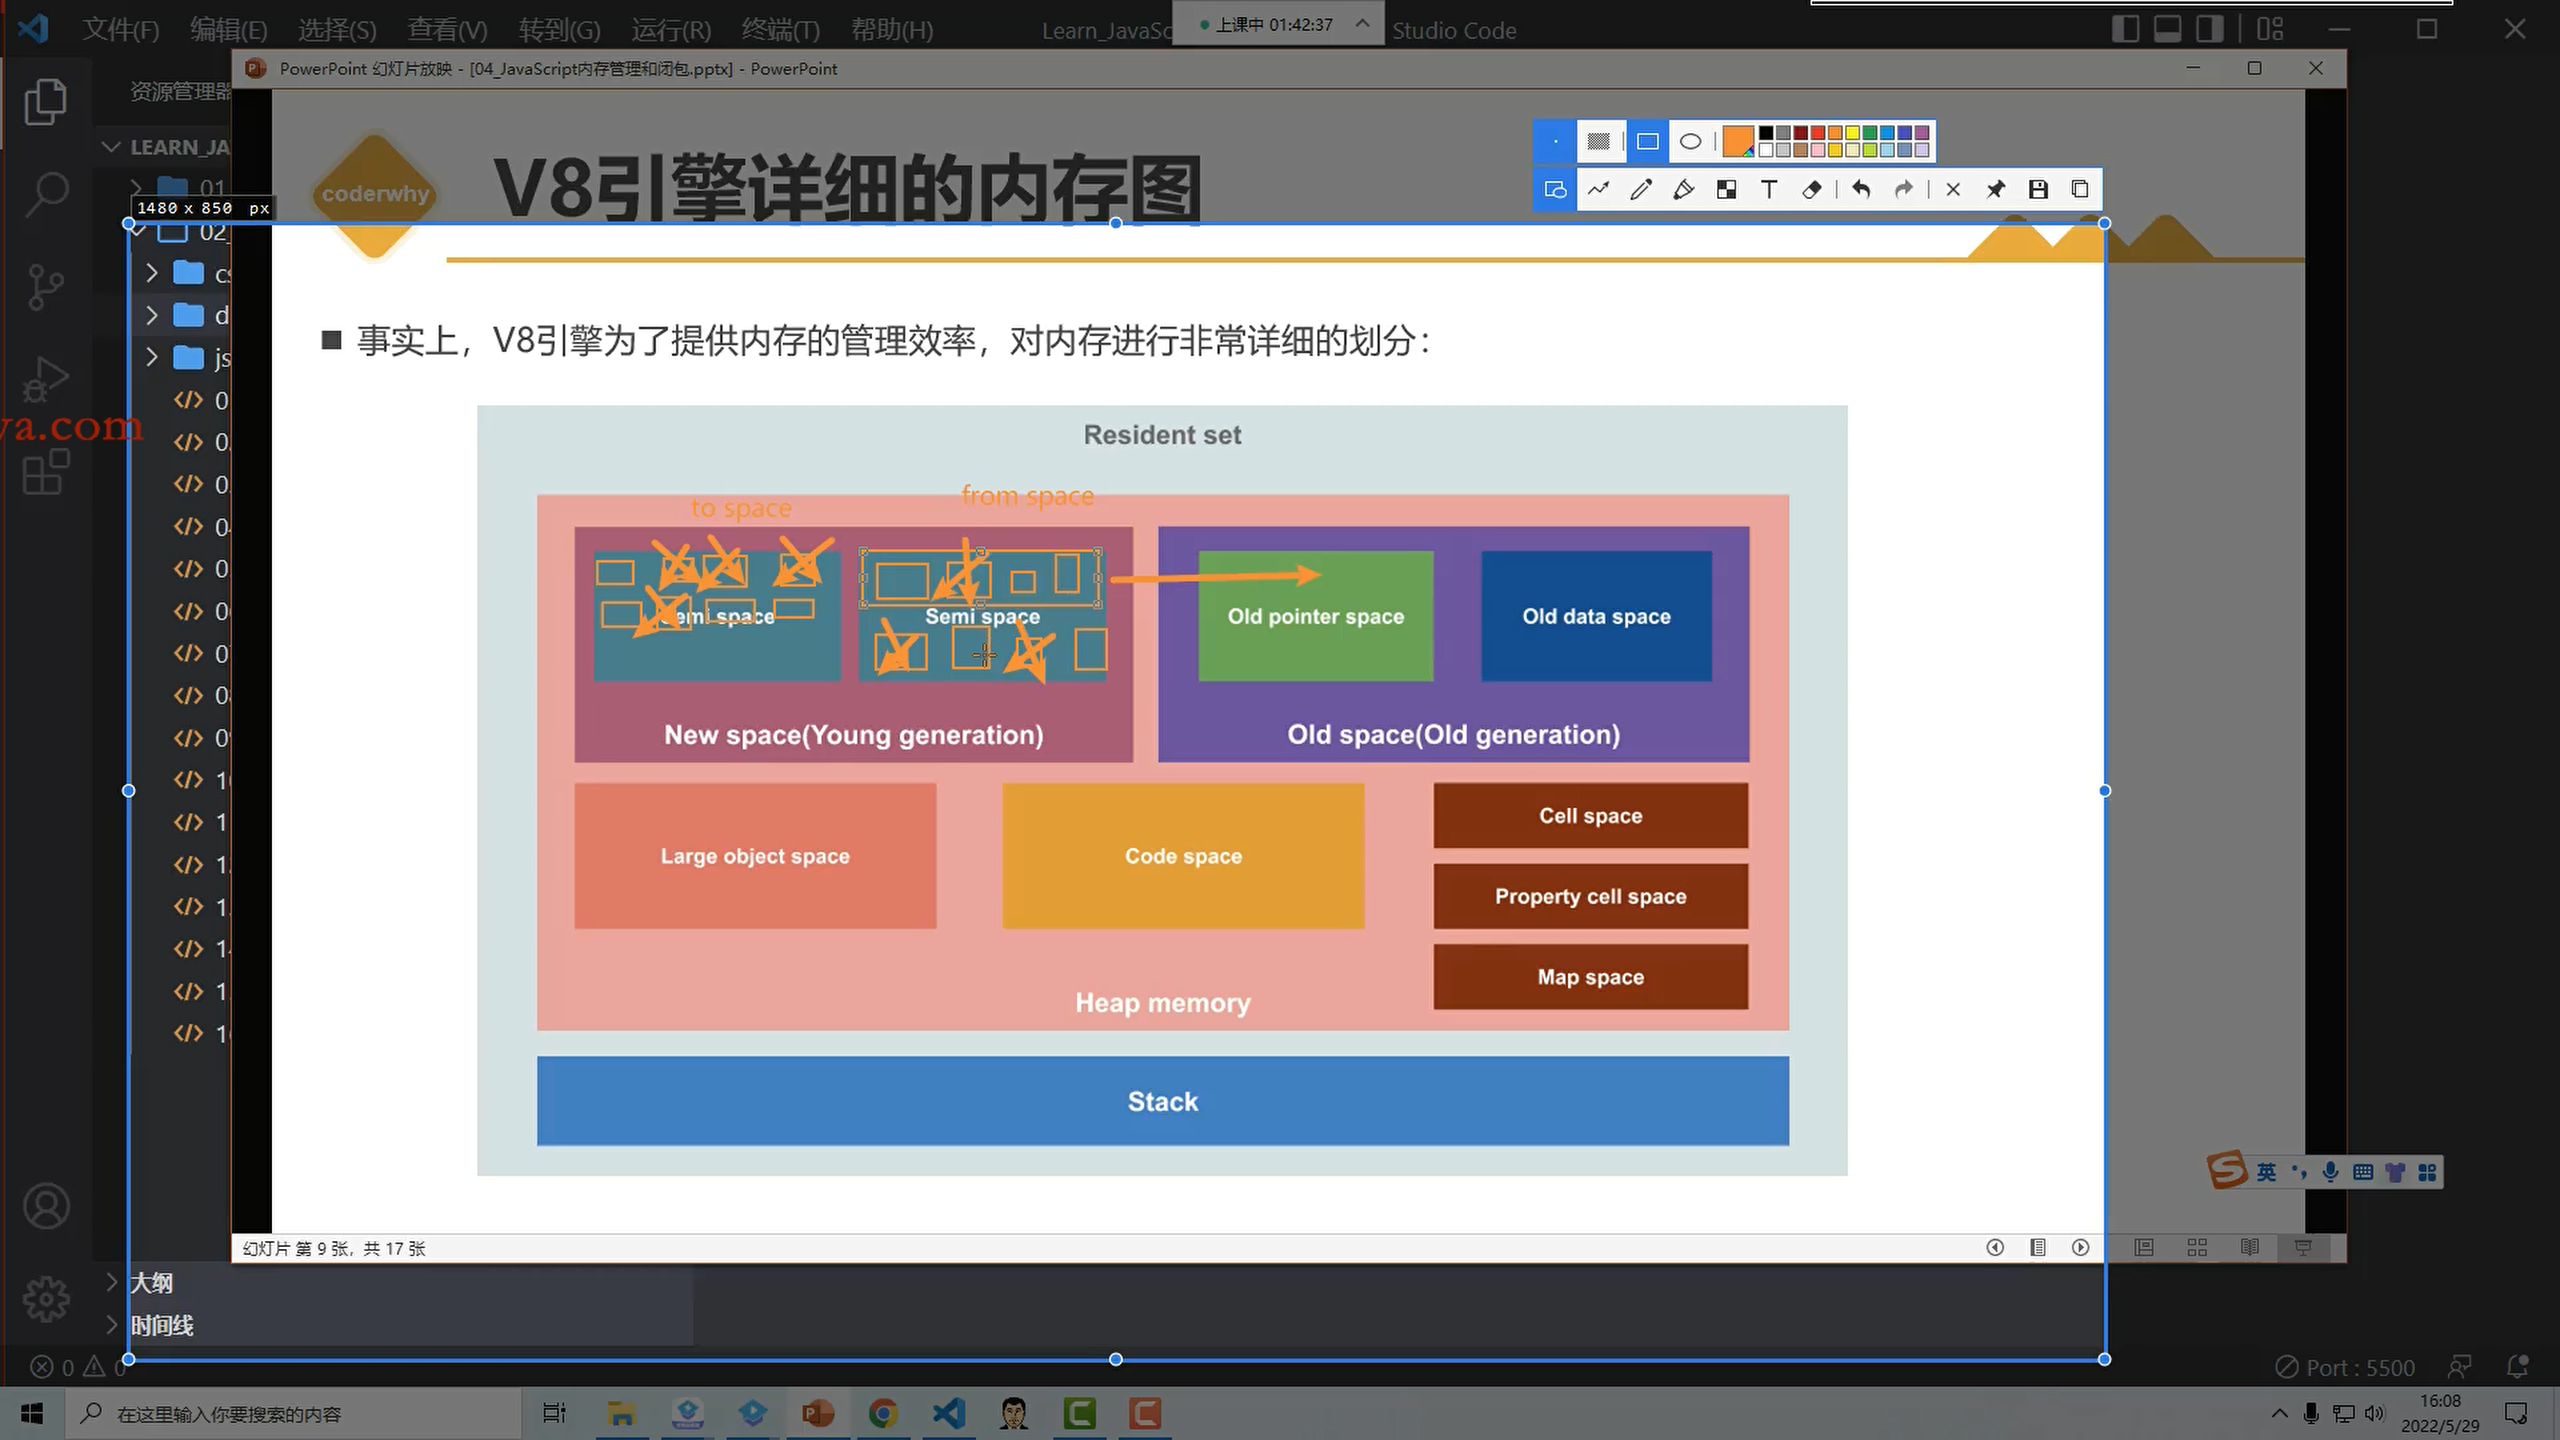 文件(F) 编辑(E) 选择(S) 查看(V) 转到(G) 运行(R) 终端(T) 帮助(H) Learn_JavaSc 上课中 01:42:37 Studio Code
PowerPoint 幻灯片放映 - [04_JavaScript内存管理和闭包.pptx] - PowerPoint
资源管理器
LEARN_JA
01
1480 x 850 px
02_
coderwhy
V8引擎详细的内存图
事实上，V8引擎为了提供内存的管理效率，对内存进行非常详细的划分：
va.com
Resident set
to space
from space
Semi space
Semi space
Old pointer space
Old data space
New space(Young generation)
Old space(Old generation)
Large object space
Code space
Cell space
Property cell space
Map space
Heap memory
Stack
英
幻灯片 第 9 张，共 17 张
大纲
时间线
0 0
Port : 5500
在这里输入你要搜索的内容
16:08
2022/5/29